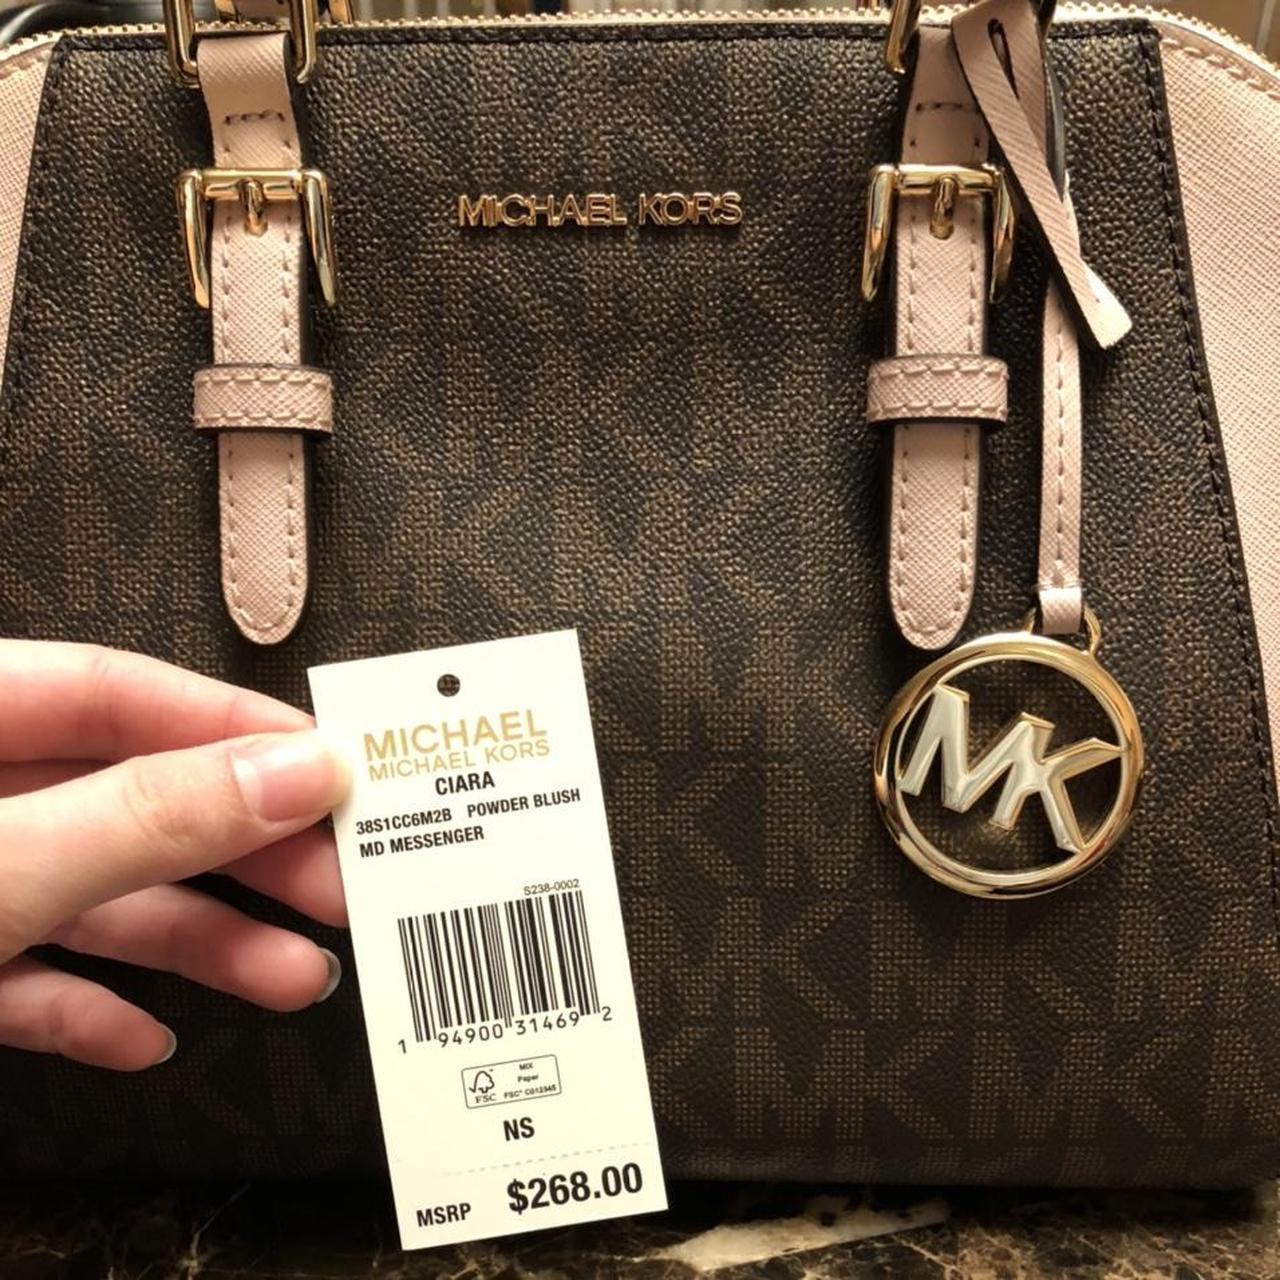 MICHAEL KORS
MK
MICHAEL
MICHAEL KORS
CIARA
38S1CC6M2B POWDER BLUSH
MD MESSENGER
S238-0002
1 94900 31469 2
FSC
MIX
Paper
FSC® C012345
NS
MSRP $268.00